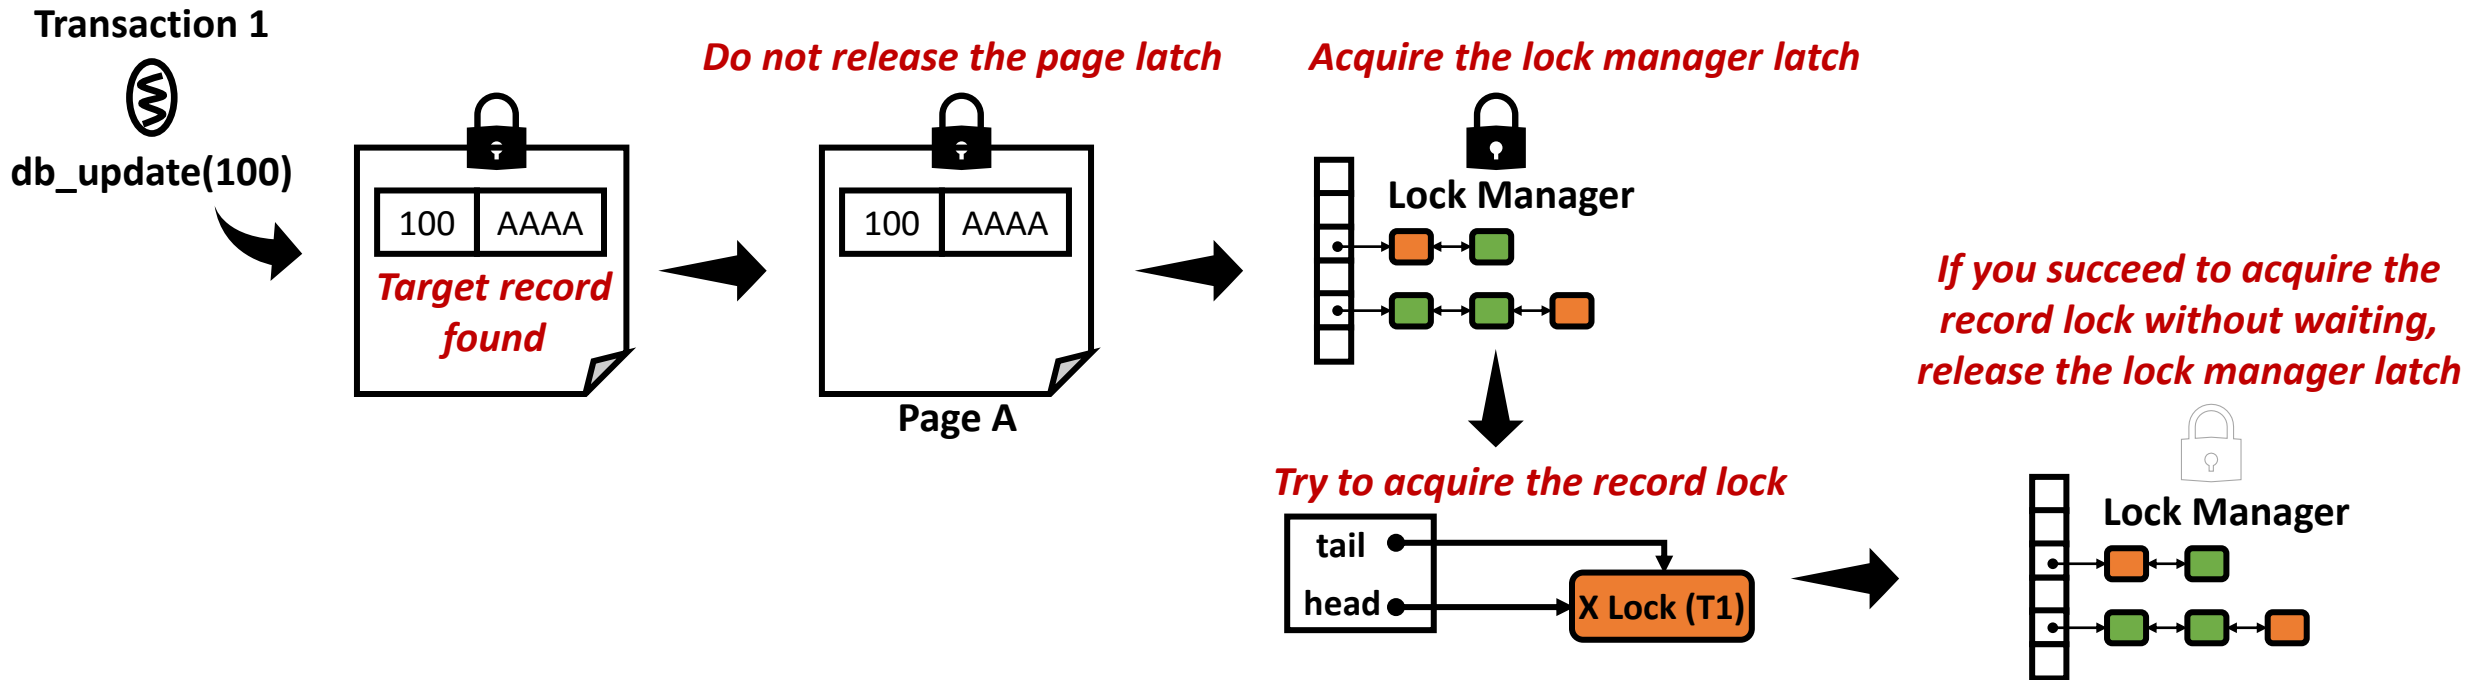 Transaction 1
db_update(100)
100 AAAA
Target record
found
Do not release the page latch
100 AAAA
Page A
Acquire the lock manager latch
Lock Manager
Try to acquire the record lock
tail
head
X Lock (T1)
If you succeed to acquire the
record lock without waiting,
release the lock manager latch
Lock Manager